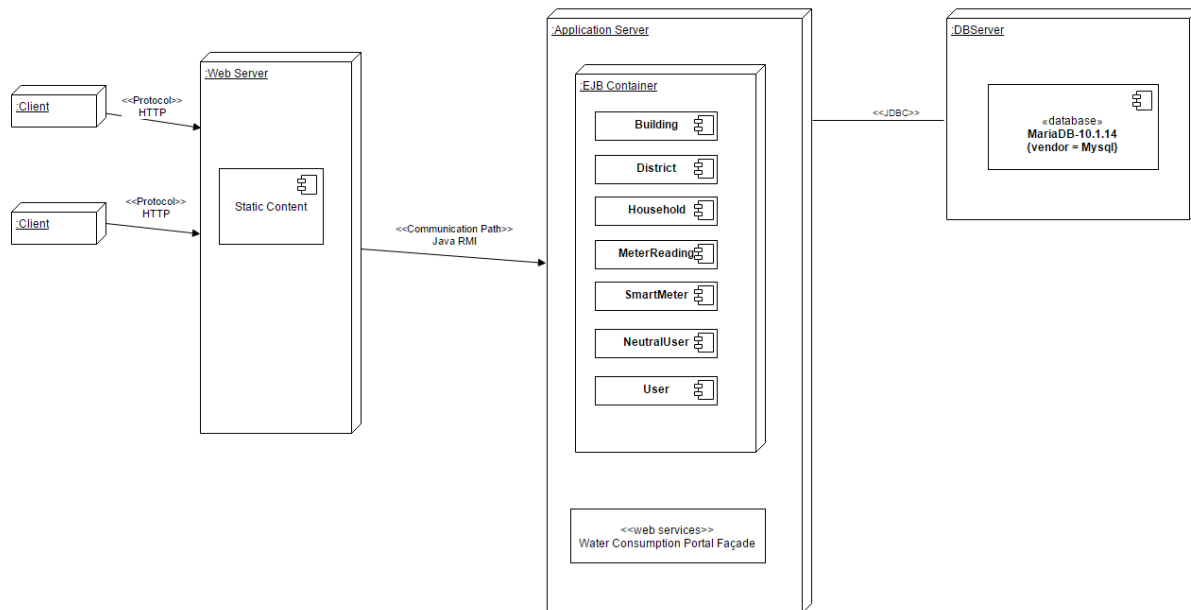 :Client
<<Protocol>>
HTTP
:Client
<<Protocol>>
HTTP
:Web Server
Static Content
<<Communication Path>>
Java RMI
:Application Server
:EJB Container
Building
District
Household
MeterReading
SmartMeter
NeutralUser
User
<<web services>>
Water Consumption Portal Façade
<<JDBC>>
:DBServer
«database»
MariaDB-10.1.14
{vendor = Mysql}